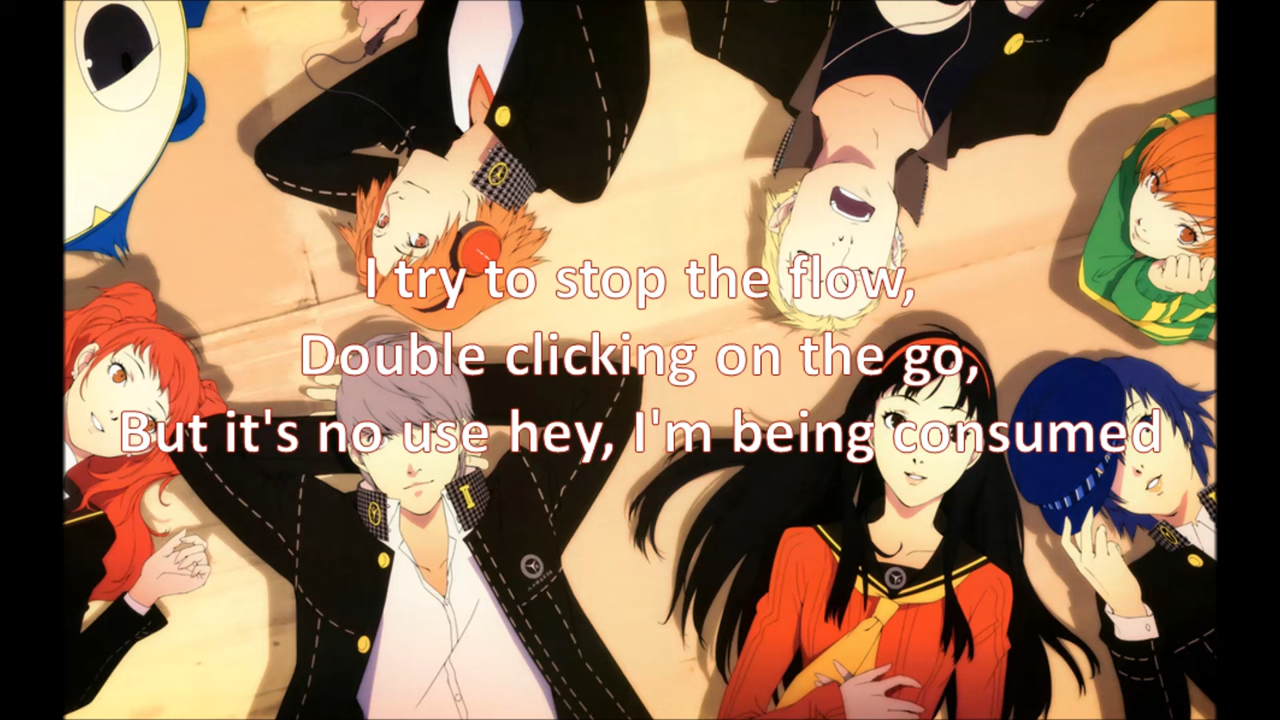 I try to stop the flow,
Double clicking on the go,
But it's no use hey, I'm being consumed